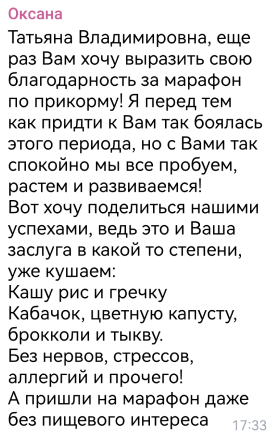 Оксана
Татьяна Владимировна, еще
раз Вам хочу выразить свою
благодарность за марафон
по прикорму! Я перед тем
как придти к Вам так боялась
этого периода, но с Вами так
спокойно мы все пробуем,
растем и развиваемся!
Вот хочу поделиться нашими
успехами, ведь это и Ваша
заслуга в какой то степени,
уже кушаем:
Кашу рис и гречку
Кабачок, цветную капусту,
брокколи и тыкву.
Без нервов, стрессов,
аллергий и прочего!
А пришли на марафон даже
без пищевого интереса 17:33